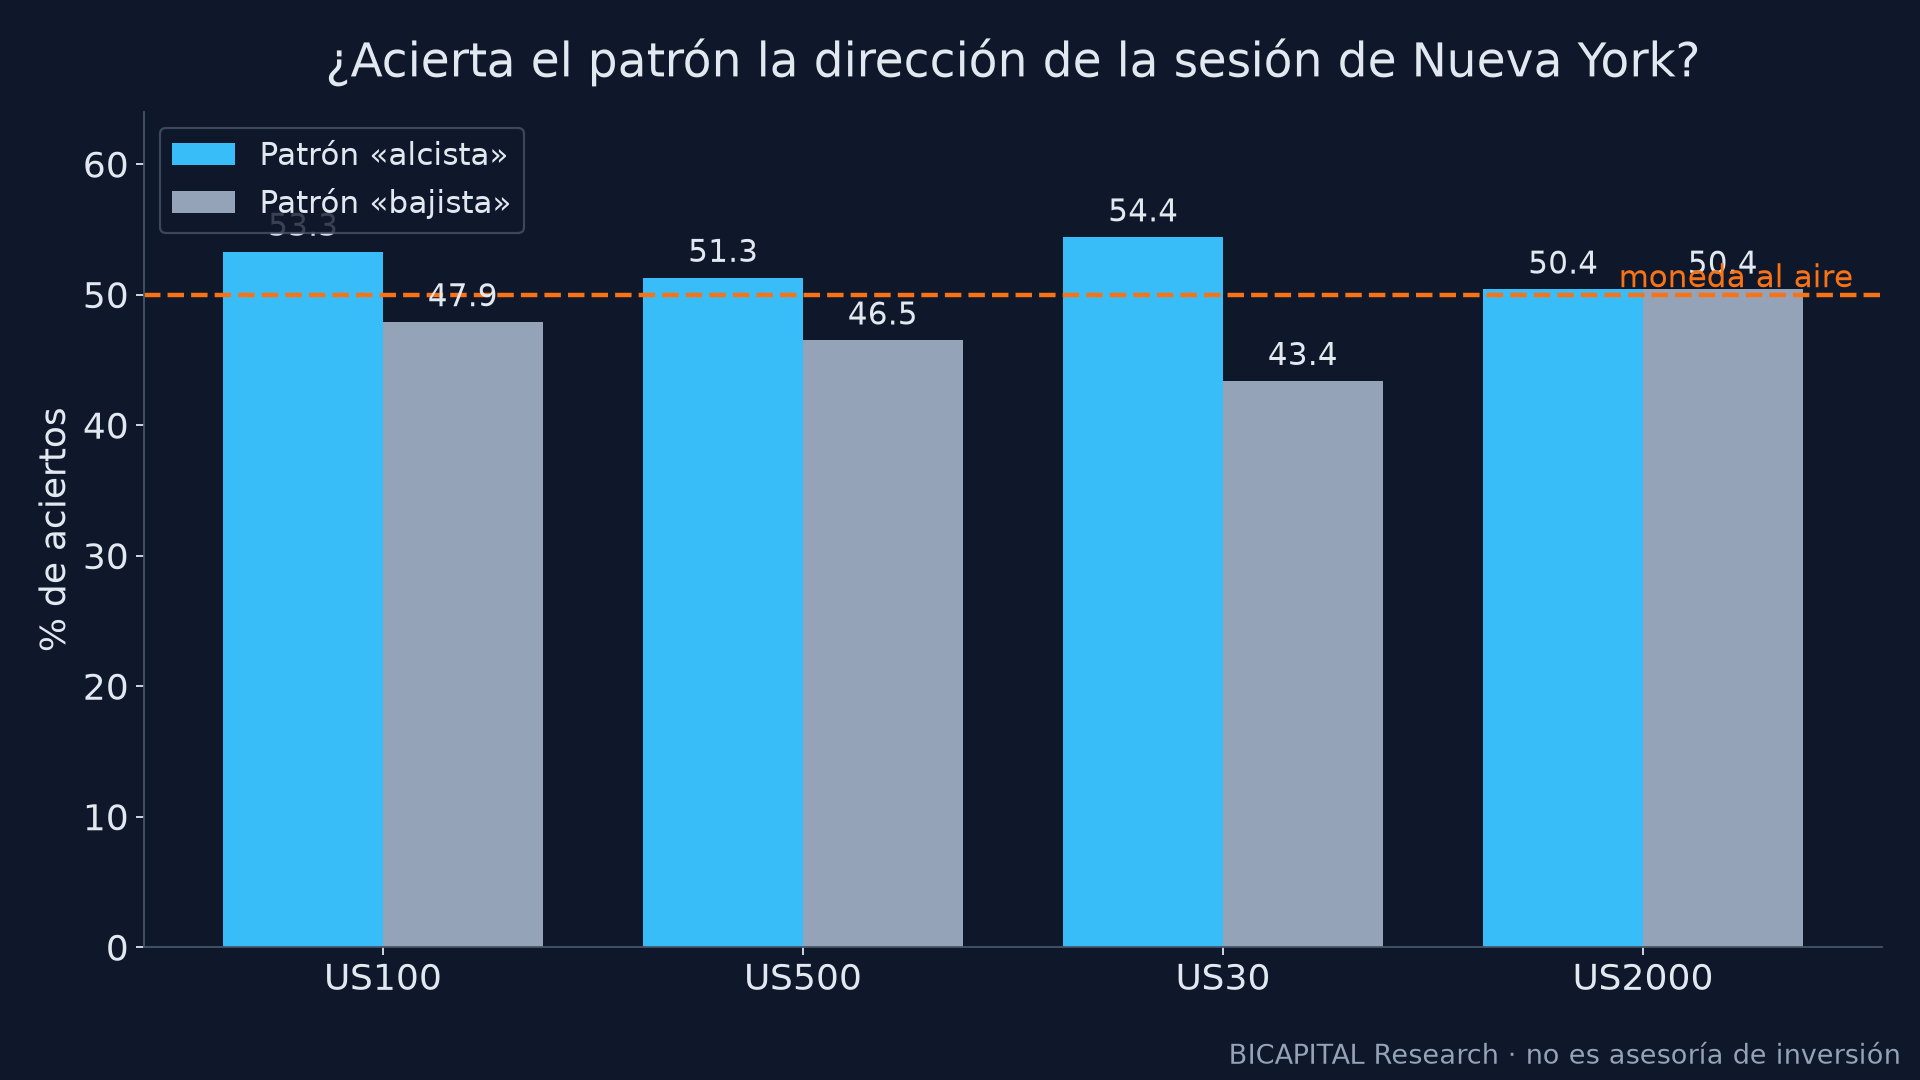 ¿Acierta el patrón la dirección de la sesión de Nueva York?
Patrón «alcista»
Patrón «bajista»
% de aciertos
60
50
40
30
20
10
0
53.3
47.9
51.3
46.5
54.4
43.4
50.4
50.4
moneda al aire
US100
US500
US30
US2000
BICAPITAL Research · no es asesoría de inversión